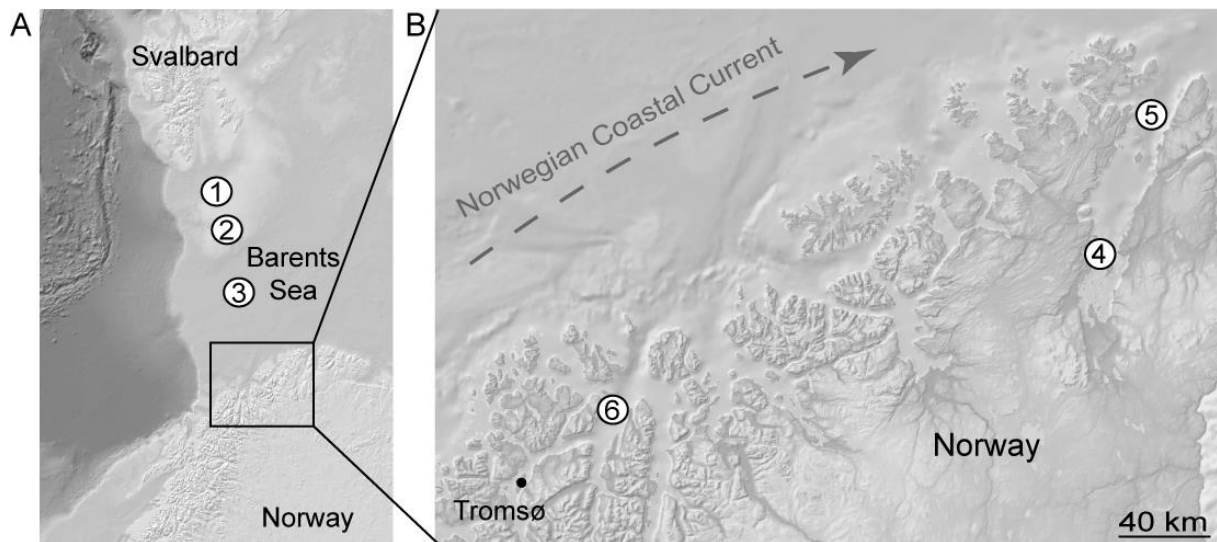 A
Svalbard
1
2
Barents
Sea
3
Norway
B
Norwegian Coastal Current
5
4
6
Norway
Tromsø
40 km